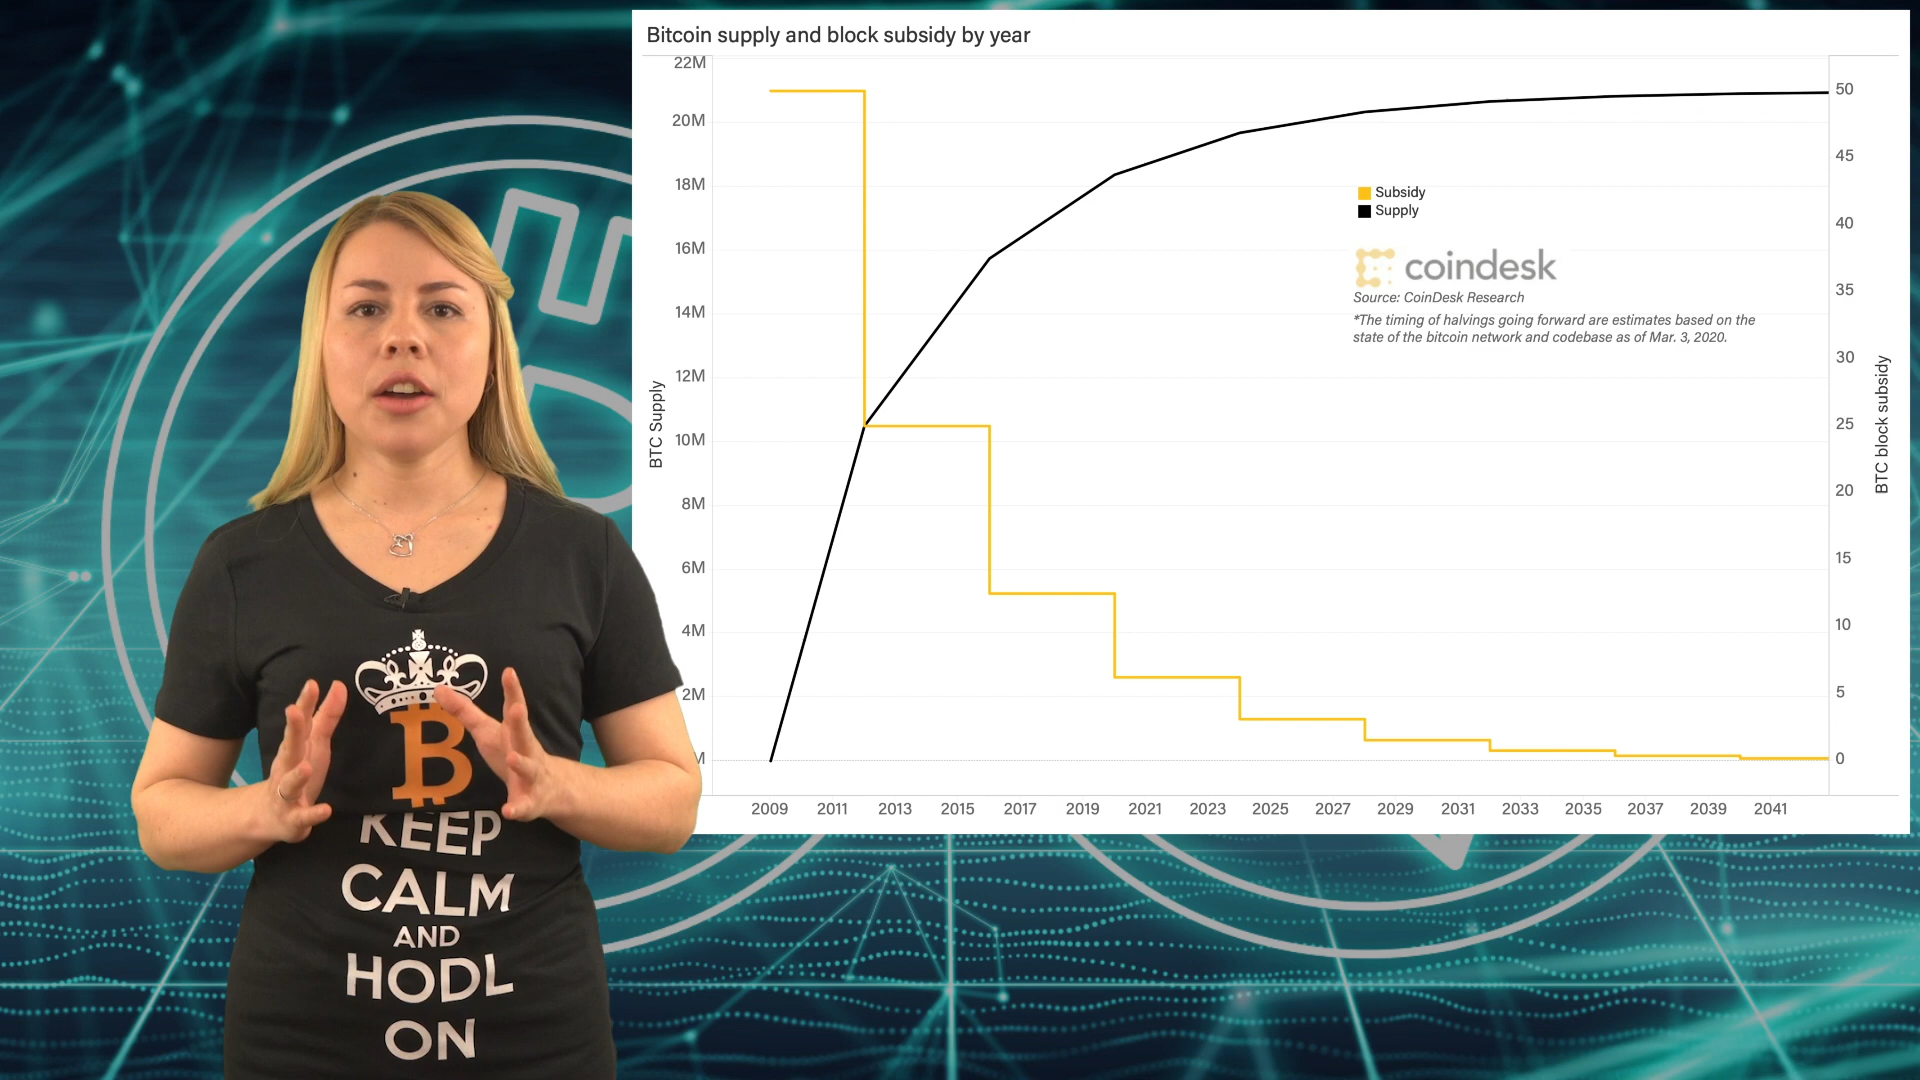 Bitcoin supply and block subsidy by year
22M
20M
18M
16M
14M
12M
10M
8M
6M
4M
2M
M
BTC Supply
50
45
40
35
30
25
20
15
10
5
0
BTC block subsidy
Subsidy
Supply
coindesk
Source: CoinDesk Research
*The timing of halvings going forward are estimates based on the
state of the bitcoin network and codebase as of Mar. 3, 2020.
2009 2011 2013 2015 2017 2019 2021 2023 2025 2027 2029 2031 2033 2035 2037 2039 2041
KEEP
CALM
AND
HODL
ON